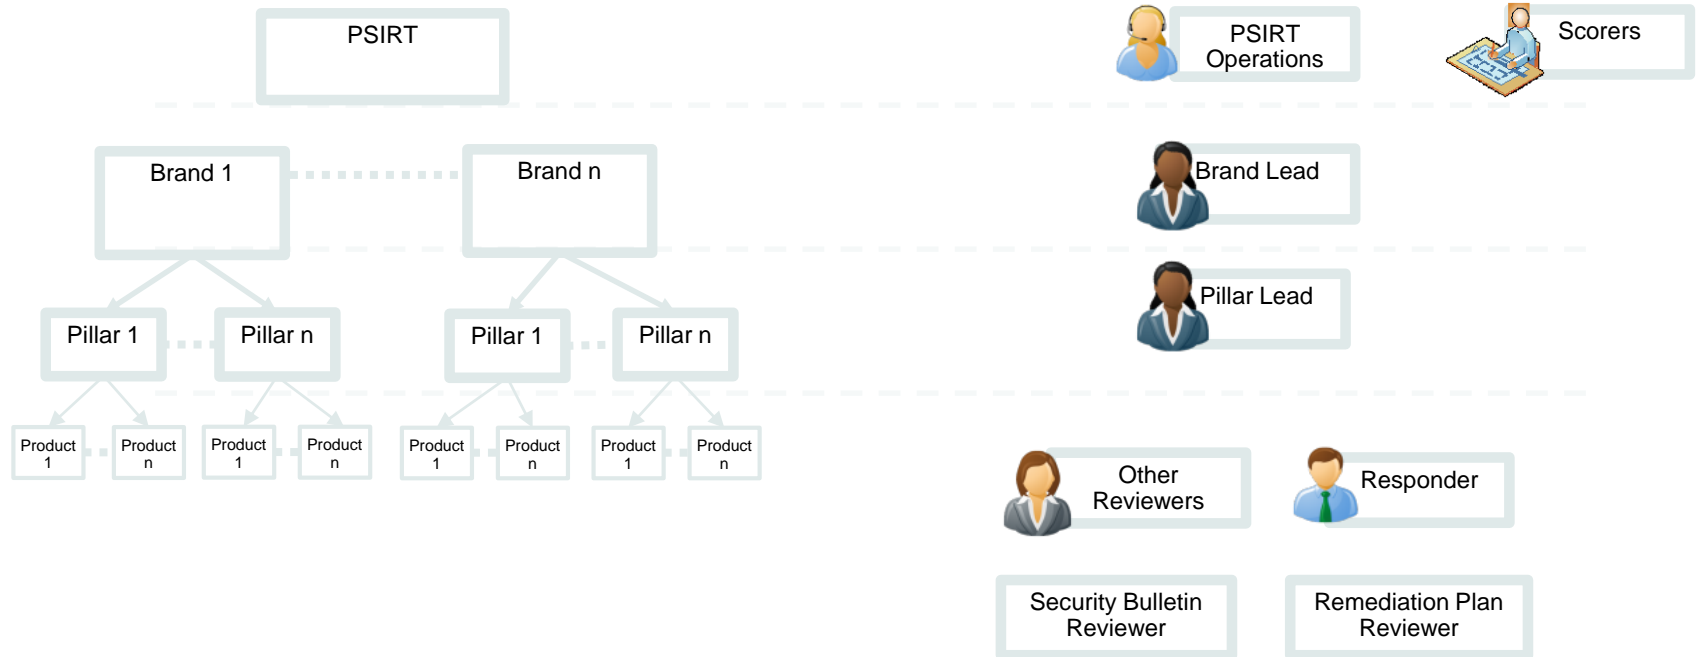 PSIRT
PSIRT
Operations
Scorers
Brand 1
Brand n
Brand Lead
Pillar 1
Pillar n
Pillar 1
Pillar n
Pillar Lead
Product
1
Product
n
Product
1
Product
n
Product
1
Product
n
Product
1
Product
n
Other
Reviewers
Responder
Security Bulletin
Reviewer
Remediation Plan
Reviewer